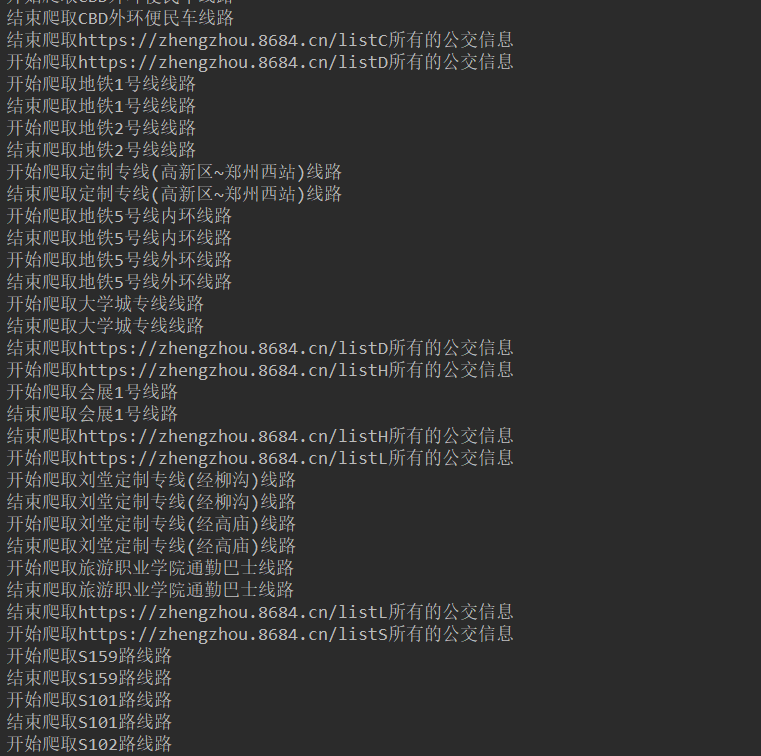 开始爬取CBD外环便民车线路
结束爬取CBD外环便民车线路
结束爬取https://zhengzhou.8684.cn/listC所有的公交信息
开始爬取https://zhengzhou.8684.cn/listD所有的公交信息
开始爬取地铁1号线线路
结束爬取地铁1号线线路
开始爬取地铁2号线线路
结束爬取地铁2号线线路
开始爬取定制专线(高新区~郑州西站)线路
结束爬取定制专线(高新区~郑州西站)线路
开始爬取地铁5号线内环线路
结束爬取地铁5号线内环线路
开始爬取地铁5号线外环线路
结束爬取地铁5号线外环线路
开始爬取大学城专线线路
结束爬取大学城专线线路
结束爬取https://zhengzhou.8684.cn/listD所有的公交信息
开始爬取https://zhengzhou.8684.cn/listH所有的公交信息
开始爬取会展1号线路
结束爬取会展1号线路
结束爬取https://zhengzhou.8684.cn/listH所有的公交信息
开始爬取https://zhengzhou.8684.cn/listL所有的公交信息
开始爬取刘堂定制专线(经柳沟)线路
结束爬取刘堂定制专线(经柳沟)线路
开始爬取刘堂定制专线(经高庙)线路
结束爬取刘堂定制专线(经高庙)线路
开始爬取旅游职业学院通勤巴士线路
结束爬取旅游职业学院通勤巴士线路
结束爬取https://zhengzhou.8684.cn/listL所有的公交信息
开始爬取https://zhengzhou.8684.cn/listS所有的公交信息
开始爬取S159路线路
结束爬取S159路线路
开始爬取S101路线路
结束爬取S101路线路
开始爬取S102路线路